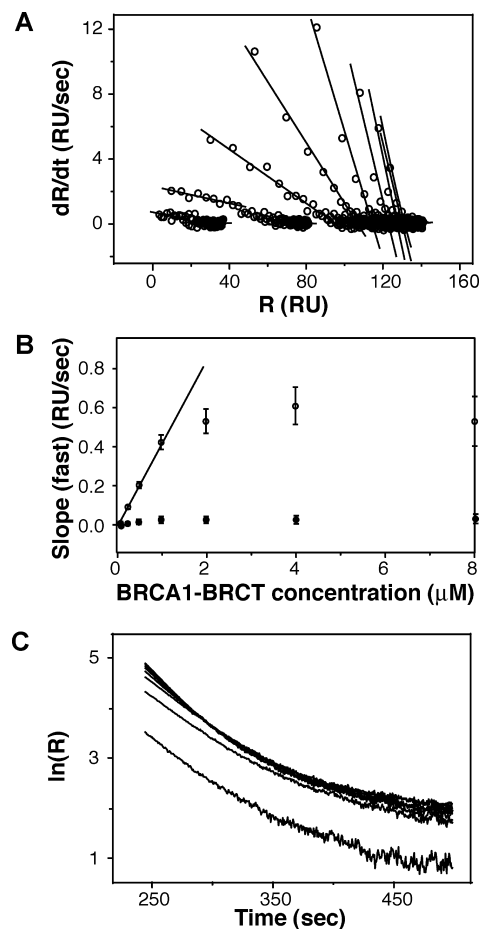 A
dR/dt (RU/sec)
12
8
4
0
0 40 80 120 160
R (RU)
B
Slope (fast) (RU/sec)
0.8
0.6
0.4
0.2
0.0
0 2 4 6 8
BRCA1-BRCT concentration (μM)
C
ln(R)
5
3
1
250 350 450
Time (sec)